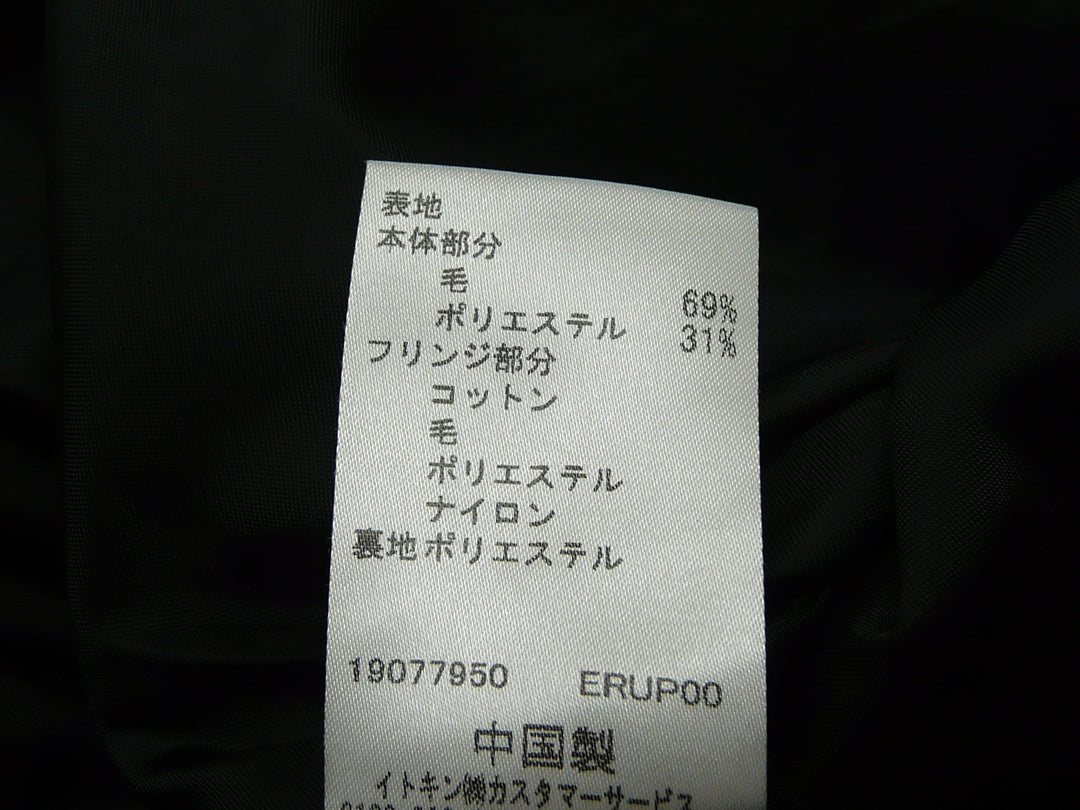 表地
本体部分
毛 69%
ポリエステル 31%
フリンジ部分
コットン
毛
ポリエステル
ナイロン
裏地 ポリエステル
19077950 ERUP00
中国製
イトキン㈱カスタマーサービス